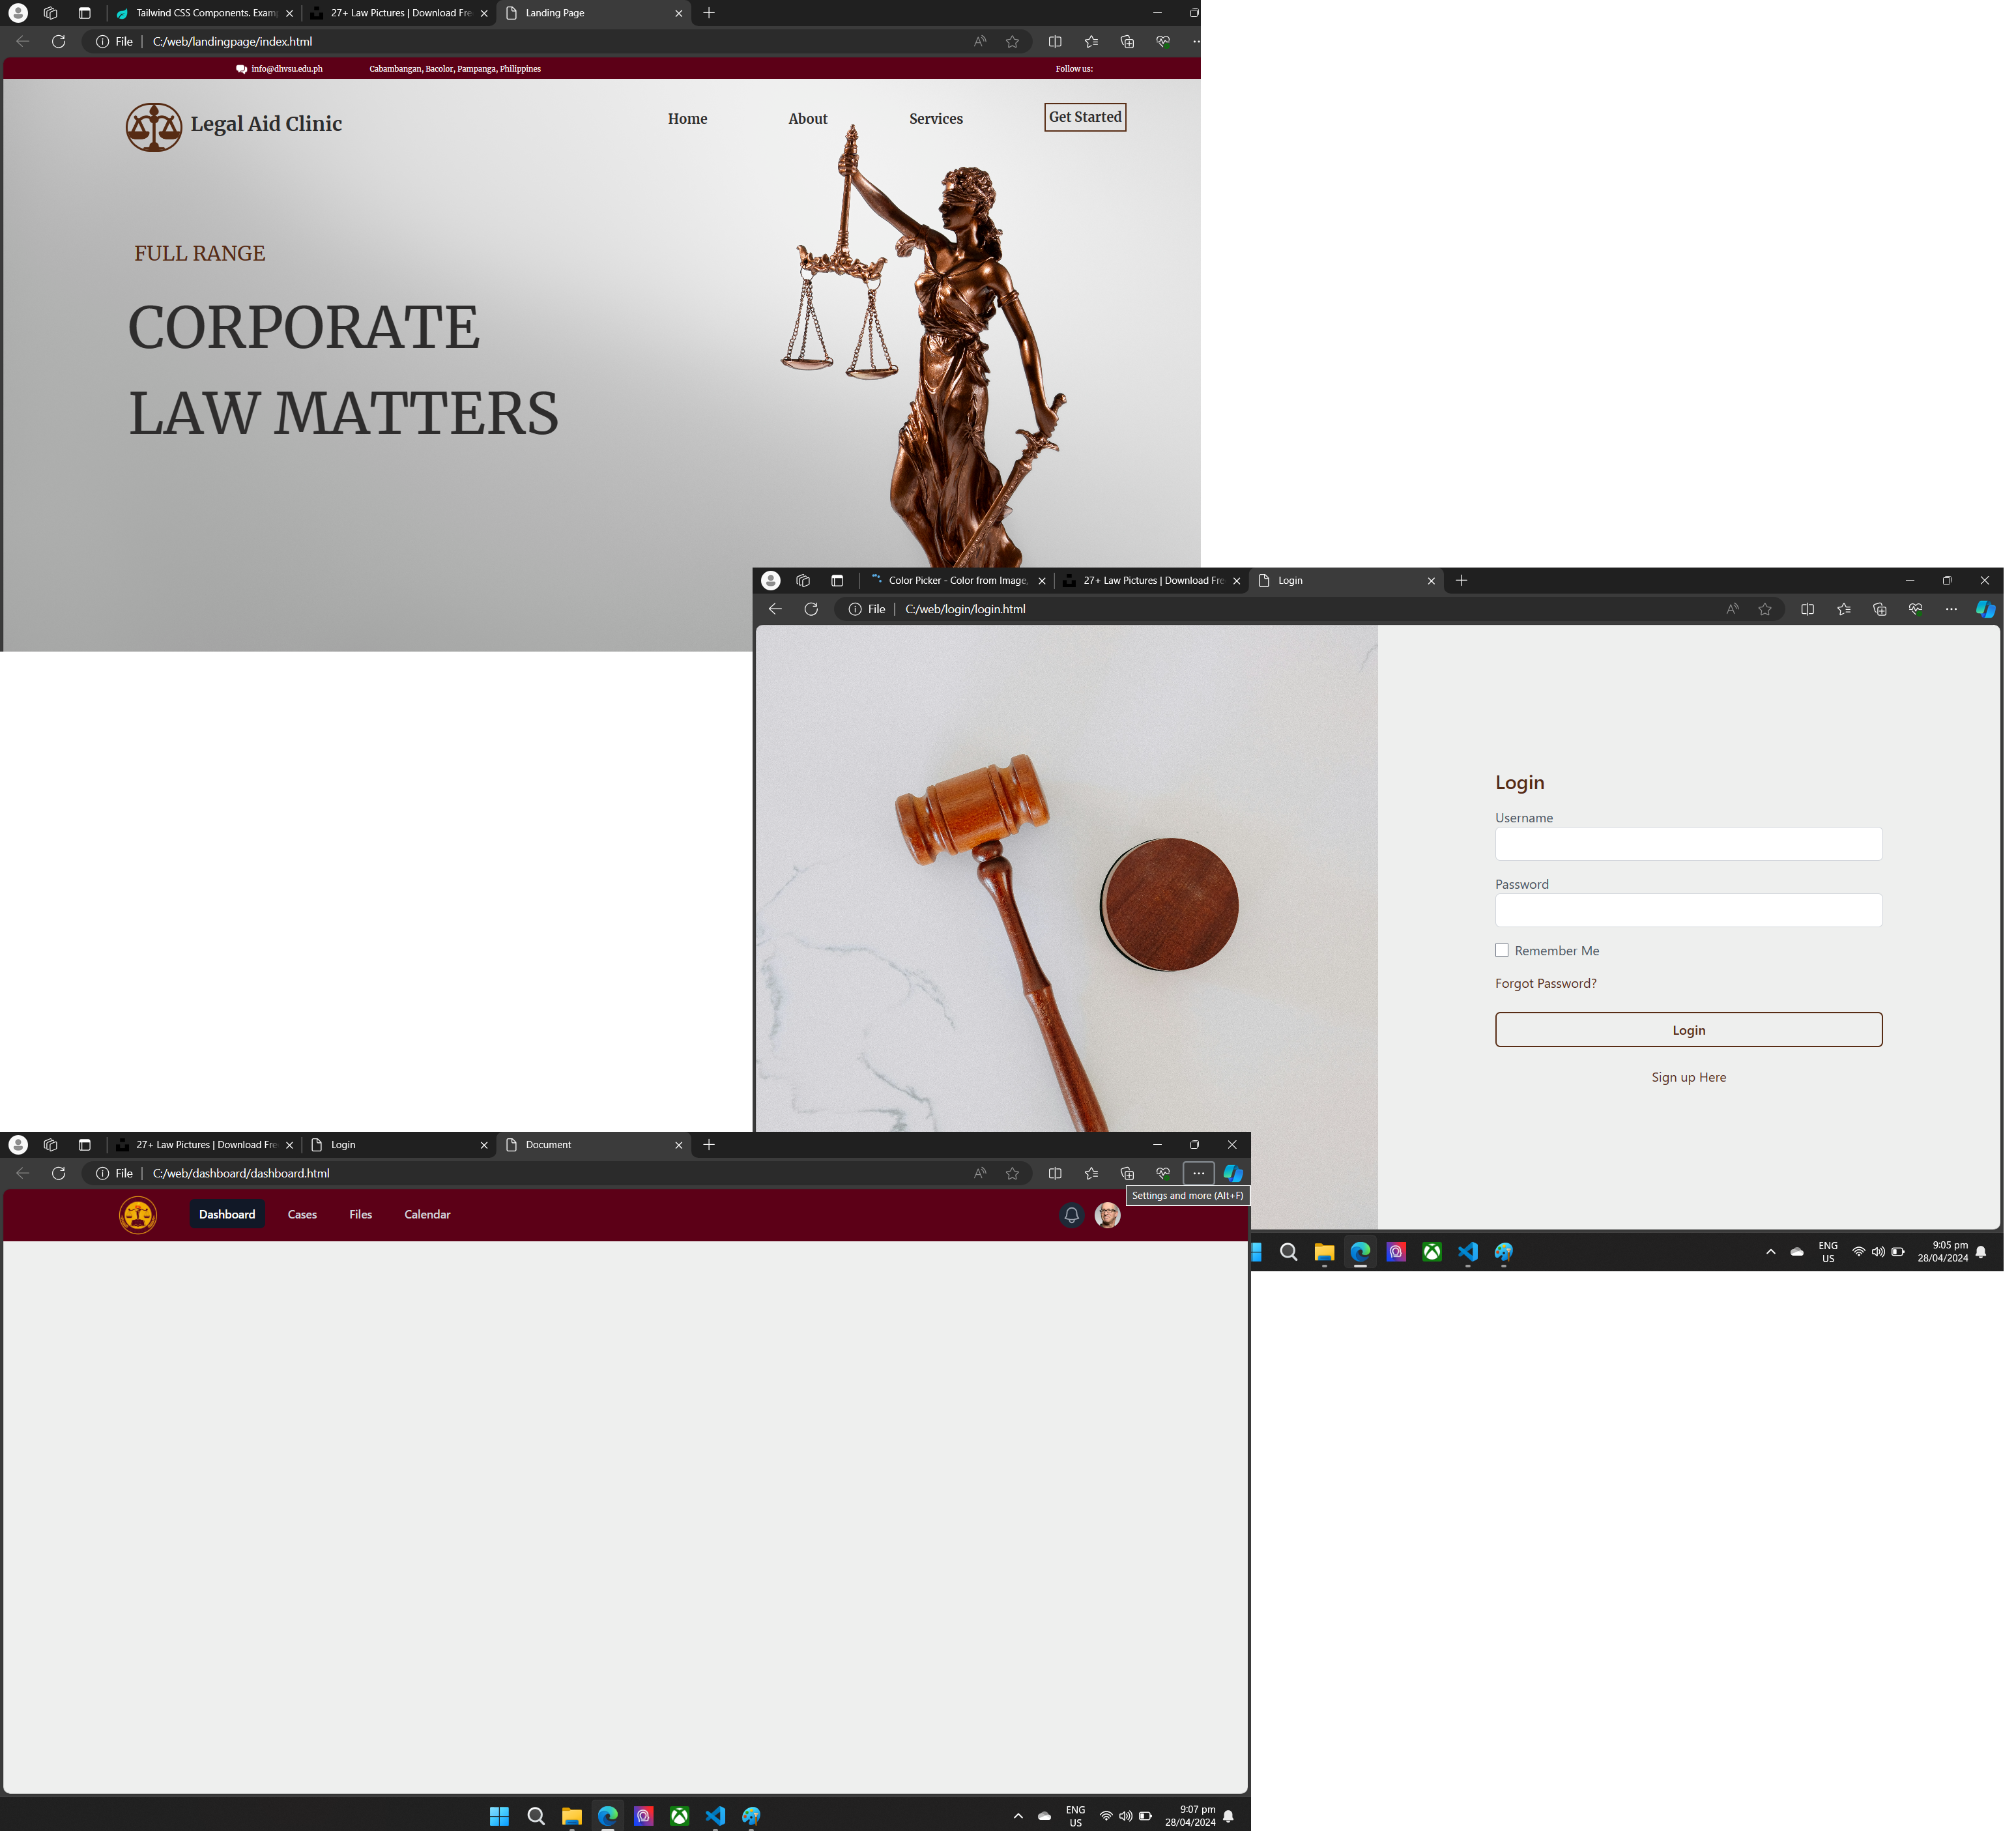 Tailwind CSS Components. Examp
27+ Law Pictures | Download Fre
Landing Page
File
C:/web/landingpage/index.html
info@dhvsu.edu.ph
Cabambangan, Bacolor, Pampanga, Philippines
Follow us:
Legal Aid Clinic
Home
About
Services
Get Started
FULL RANGE
CORPORATE
LAW MATTERS
Color Picker - Color from Image,
27+ Law Pictures | Download Fre
Login
File
C:/web/login/login.html
Login
Username
Password
Remember Me
Forgot Password?
Login
Sign up Here
ENG
US
9:05 pm
28/04/2024
27+ Law Pictures | Download Fre
Login
Document
File
C:/web/dashboard/dashboard.html
Settings and more (Alt+F)
Dashboard
Cases
Files
Calendar
ENG
US
9:07 pm
28/04/2024